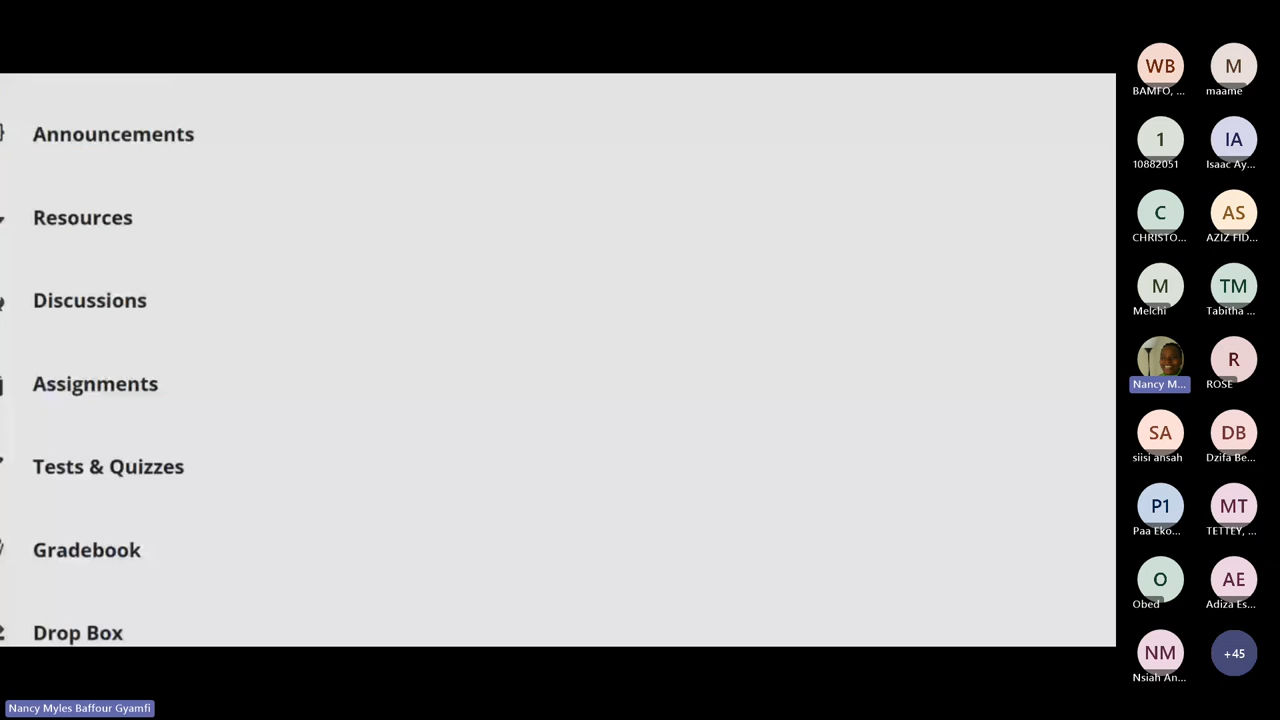 Announcements
Resources
Discussions
Assignments
Tests & Quizzes
Gradebook
Drop Box
WB
BAMFO, ...
M
maame
1
10882051
IA
Isaac Ay...
C
CHRISTO...
AS
AZIZ FID...
M
Melchi
TM
Tabitha ...
Nancy M...
R
ROSE
SA
siisi ansah
DB
Dzifa Be...
P1
Paa Eko...
MT
TETTEY, ...
O
Obed
AE
Adiza Es...
NM
Nsiah An...
+45
Nancy Myles Baffour Gyamfi